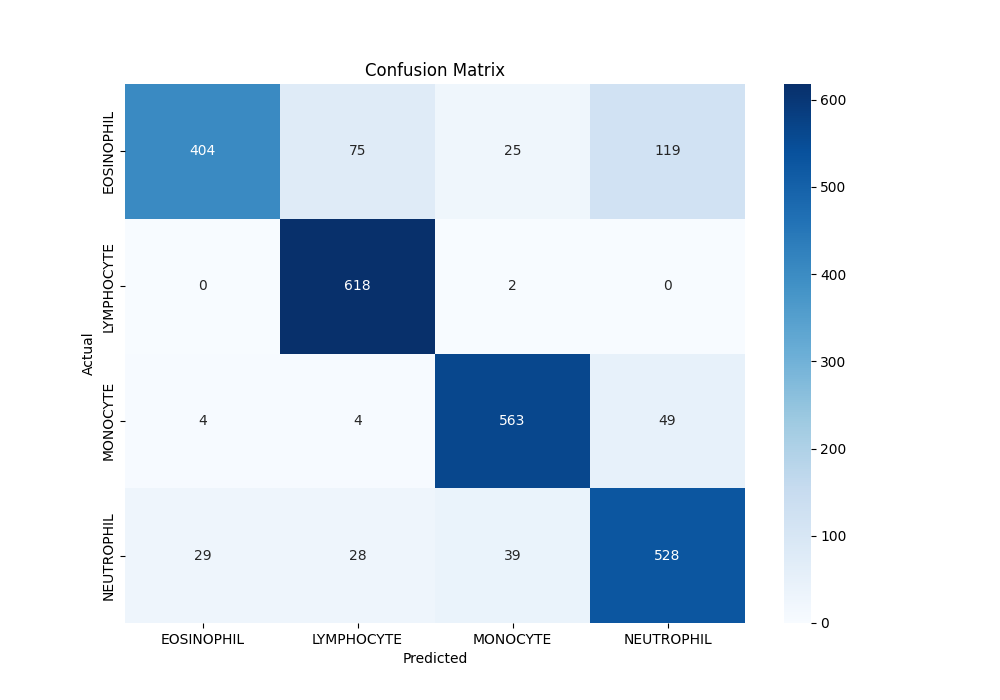 Confusion Matrix
Actual
EOSINOPHIL
404 75 25 119
LYMPHOCYTE
0 618 2 0
MONOCYTE
4 4 563 49
NEUTROPHIL
29 28 39 528
EOSINOPHIL LYMPHOCYTE MONOCYTE NEUTROPHIL
Predicted
600
500
400
300
200
100
0